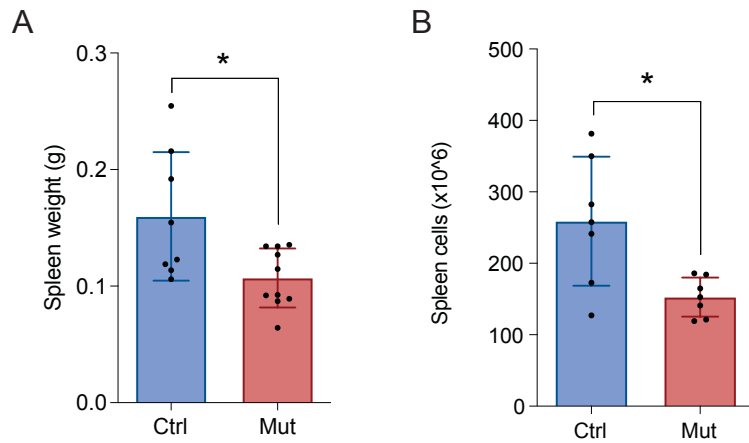 A
Spleen weight (g)
0.3
0.2
0.1
0.0
*
Ctrl
Mut
B
Spleen cells (x10^6)
500
400
300
200
100
0
*
Ctrl
Mut